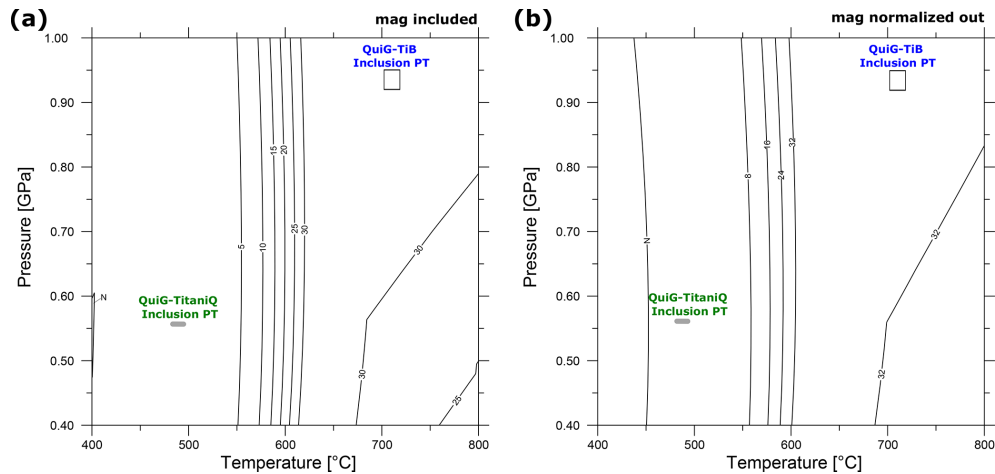 (a)
mag included
1.00
0.90
0.80
0.70
0.60
0.50
0.40
Pressure [GPa]
QuiG-TiB
Inclusion PT
QuiG-TitaniQ
Inclusion PT
N
5
10
15
20
25
30
30
30
25
400
500
600
700
800
Temperature [°C]
(b)
mag normalized out
1.00
0.90
0.80
0.70
0.60
0.50
0.40
Pressure [GPa]
QuiG-TiB
Inclusion PT
QuiG-TitaniQ
Inclusion PT
N
8
16
24
32
32
32
400
500
600
700
800
Temperature [°C]